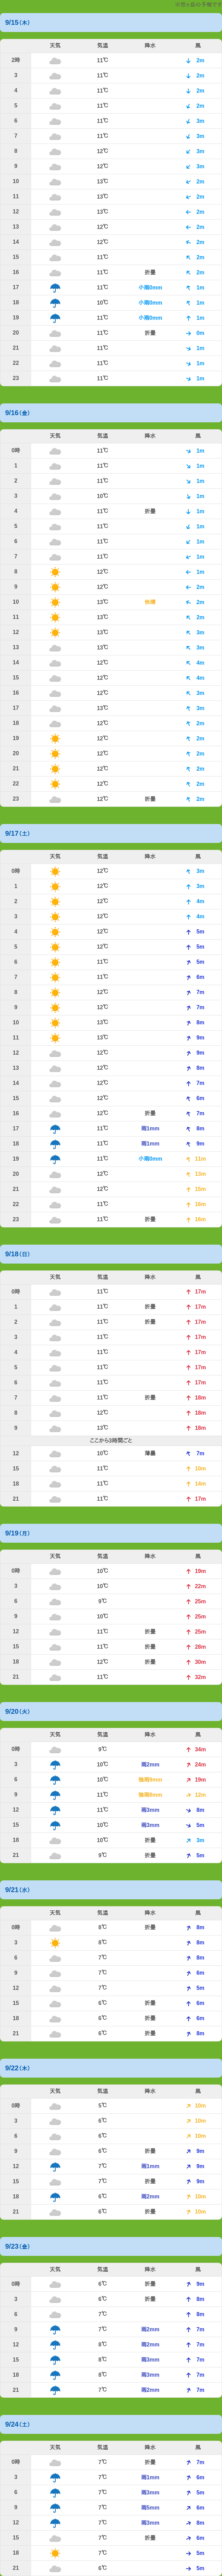 9/15(木)
天気 気温 降水 風
2時 11℃ 2m
3 11℃ 2m
4 11℃ 2m
5 11℃ 2m
6 11℃ 3m
7 11℃ 3m
8 12℃ 3m
9 12℃ 3m
10 13℃ 2m
11 13℃ 2m
12 13℃ 2m
13 12℃ 2m
14 12℃ 2m
15 11℃ 2m
16 11℃ 折曇 2m
17 11℃ 小雨0mm 1m
18 10℃ 小雨0mm 1m
19 11℃ 小雨0mm 1m
20 11℃ 折曇 0m
21 11℃ 1m
22 11℃ 1m
23 11℃ 1m
9/16(金)
天気 気温 降水 風
0時 11℃ 1m
1 11℃ 1m
2 11℃ 1m
3 10℃ 1m
4 11℃ 折曇 1m
5 11℃ 1m
6 11℃ 1m
7 11℃ 1m
8 12℃ 1m
9 12℃ 2m
10 13℃ 快晴 2m
11 13℃ 2m
12 13℃ 3m
13 13℃ 3m
14 12℃ 4m
15 12℃ 4m
16 12℃ 3m
17 13℃ 3m
18 12℃ 2m
19 12℃ 2m
20 12℃ 2m
21 12℃ 2m
22 12℃ 2m
23 12℃ 折曇 2m
9/17(土)
天気 気温 降水 風
0時 12℃ 3m
1 12℃ 3m
2 12℃ 4m
3 12℃ 4m
4 12℃ 5m
5 12℃ 5m
6 11℃ 5m
7 11℃ 6m
8 12℃ 7m
9 12℃ 7m
10 13℃ 8m
11 13℃ 9m
12 12℃ 9m
13 12℃ 8m
14 12℃ 7m
15 12℃ 6m
16 12℃ 折曇 7m
17 11℃ 雨1mm 8m
18 11℃ 雨1mm 9m
19 11℃ 小雨0mm 11m
20 12℃ 13m
21 12℃ 15m
22 11℃ 16m
23 11℃ 折曇 16m
9/18(日)
天気 気温 降水 風
0時 11℃ 17m
1 11℃ 折曇 17m
2 11℃ 折曇 17m
3 11℃ 17m
4 11℃ 17m
5 11℃ 17m
6 11℃ 17m
7 11℃ 折曇 18m
8 12℃ 18m
9 13℃ 18m
ここから3時間ごと
12 10℃ 薄曇 7m
15 11℃ 10m
18 11℃ 14m
21 11℃ 17m
9/19(月)
天気 気温 降水 風
0時 10℃ 19m
3 10℃ 22m
6 9℃ 25m
9 10℃ 25m
12 11℃ 折曇 25m
15 11℃ 折曇 28m
18 12℃ 折曇 30m
21 11℃ 32m
9/20(火)
天気 気温 降水 風
0時 9℃ 34m
3 10℃ 雨2mm 24m
6 10℃ 19m
9 11℃ 12m
12 11℃ 雨3mm 8m
15 10℃ 雨3mm 5m
18 10℃ 折曇 3m
21 9℃ 折曇 5m
9/21(水)
天気 気温 降水 風
0時 8℃ 折曇 8m
3 8℃ 8m
6 7℃ 8m
9 7℃ 6m
12 7℃ 5m
15 6℃ 折曇 6m
18 6℃ 折曇 6m
21 6℃ 折曇 8m
9/22(木)
天気 気温 降水 風
0時 5℃ 10m
3 6℃ 10m
6 6℃ 10m
9 6℃ 折曇 9m
12 7℃ 雨1mm 9m
15 7℃ 折曇 9m
18 6℃ 雨2mm 10m
21 6℃ 折曇 10m
9/23(金)
天気 気温 降水 風
0時 6℃ 折曇 9m
3 6℃ 折曇 8m
6 7℃ 8m
9 7℃ 雨2mm 7m
12 8℃ 雨2mm 7m
15 8℃ 雨3mm 7m
18 8℃ 雨3mm 7m
21 7℃ 雨2mm 7m
9/24(土)
天気 気温 降水 風
0時 7℃ 折曇 7m
3 7℃ 雨1mm 6m
6 7℃ 雨3mm 5m
9 7℃ 雨5mm 6m
12 7℃ 雨3mm 8m
15 7℃ 折曇 6m
18 7℃ 5m
21 6℃ 5m